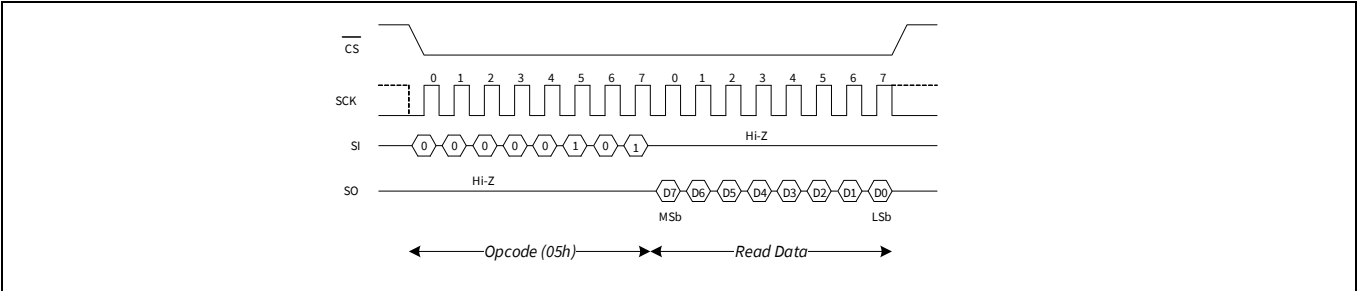 CS
0 1 2 3 4 5 6 7 0 1 2 3 4 5 6 7
SCK
Hi-Z
SI 0 0 0 0 0 1 0 1
Hi-Z
SO D7 D6 D5 D4 D3 D2 D1 D0
MSb LSb
Opcode (05h) Read Data